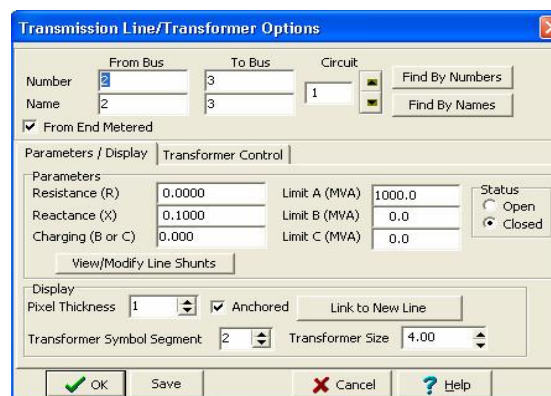 Transmission Line/Transformer Options
From Bus To Bus Circuit
Number 2 3 1 Find By Numbers
Name 2 3 Find By Names
From End Metered
Parameters / Display Transformer Control
Parameters
Resistance (R) 0.0000 Limit A (MVA) 1000.0 Status
Reactance (X) 0.1000 Limit B (MVA) 0.0 Open
Charging (B or C) 0.000 Limit C (MVA) 0.0 Closed
View/Modify Line Shunts
Display
Pixel Thickness 1 Anchored Link to New Line
Transformer Symbol Segment 2 Transformer Size 4.00
OK Save Cancel Help